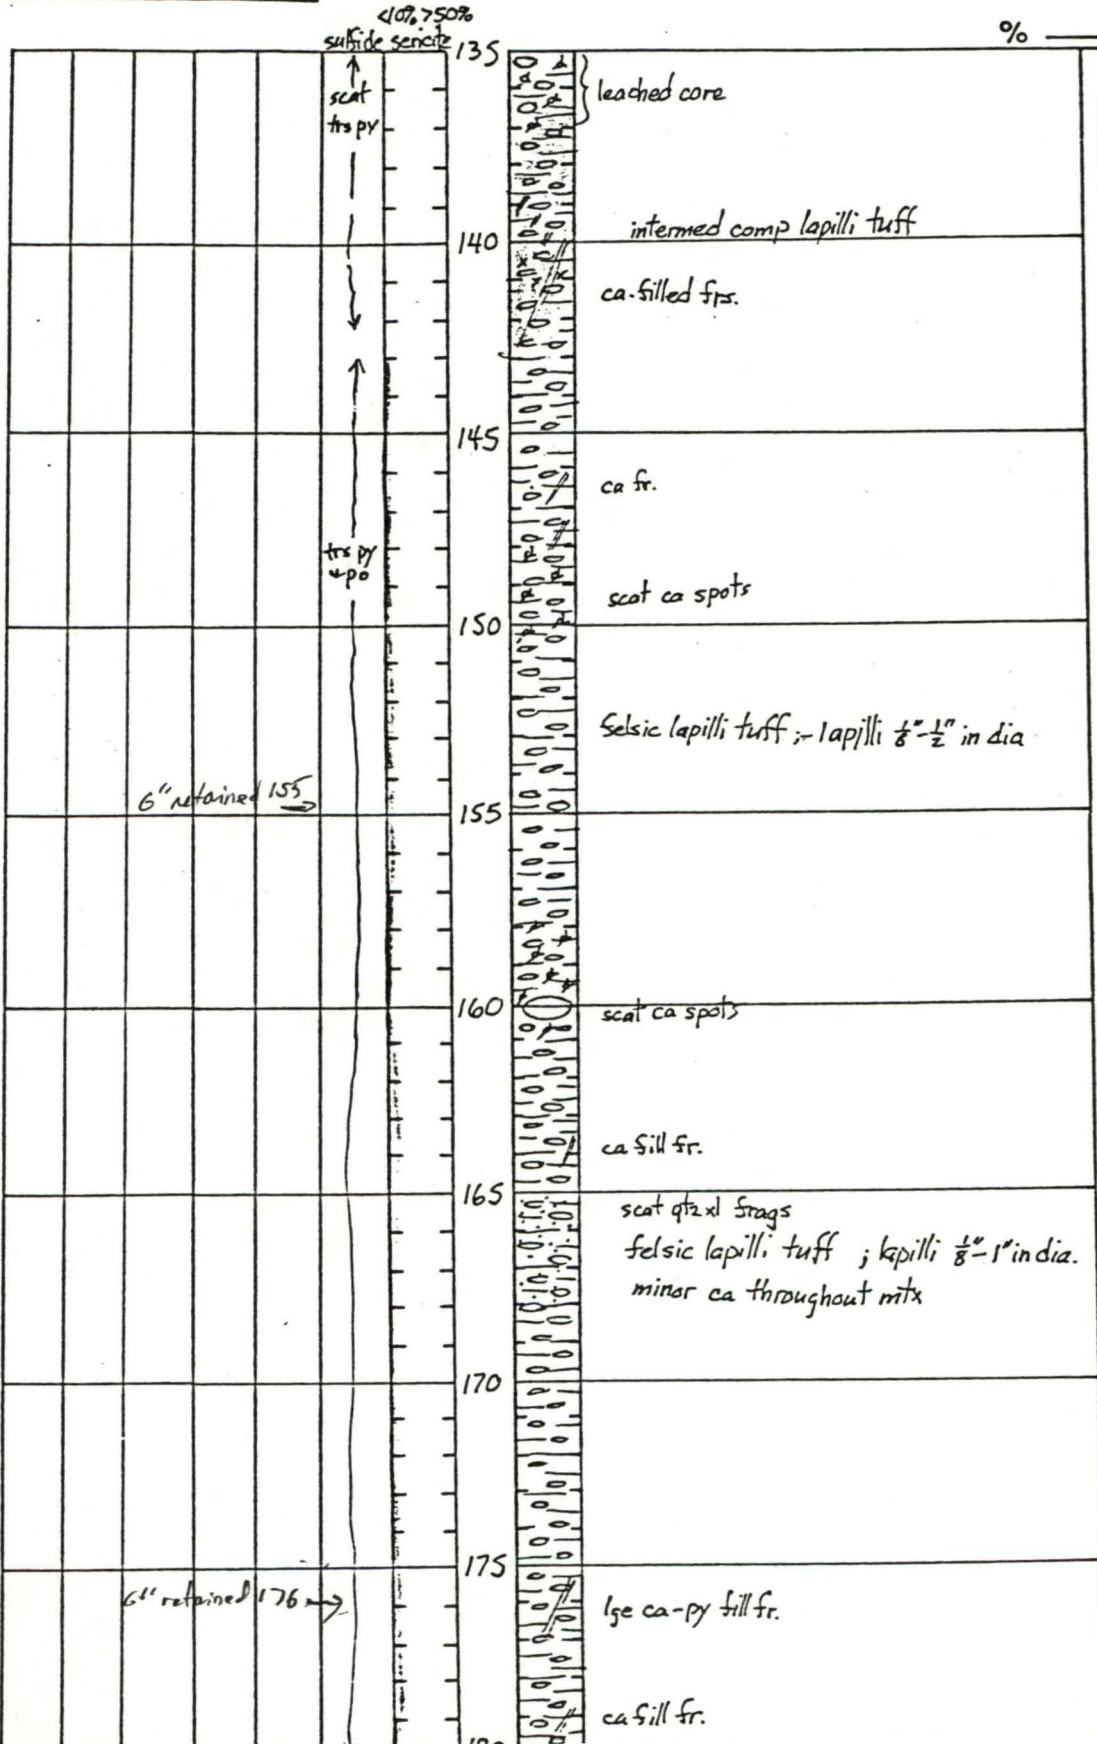 <10% >50%
sulfide sericite
%
135
scat
trs py
leached core
intermed comp lapilli tuff
140
ca-filled frs.
145
ca fr.
trs py
+po
scat ca spots
150
felsic lapilli tuff ;- lapilli 1/8"-1/2" in dia
6" retained 155
155
160
scat ca spots
ca fill fr.
165
scat qtz xl frags
felsic lapilli tuff ; lapilli 1/8"-1" in dia.
minor ca throughout mtx
170
175
6" retained 176
lge ca-py fill fr.
ca fill fr.